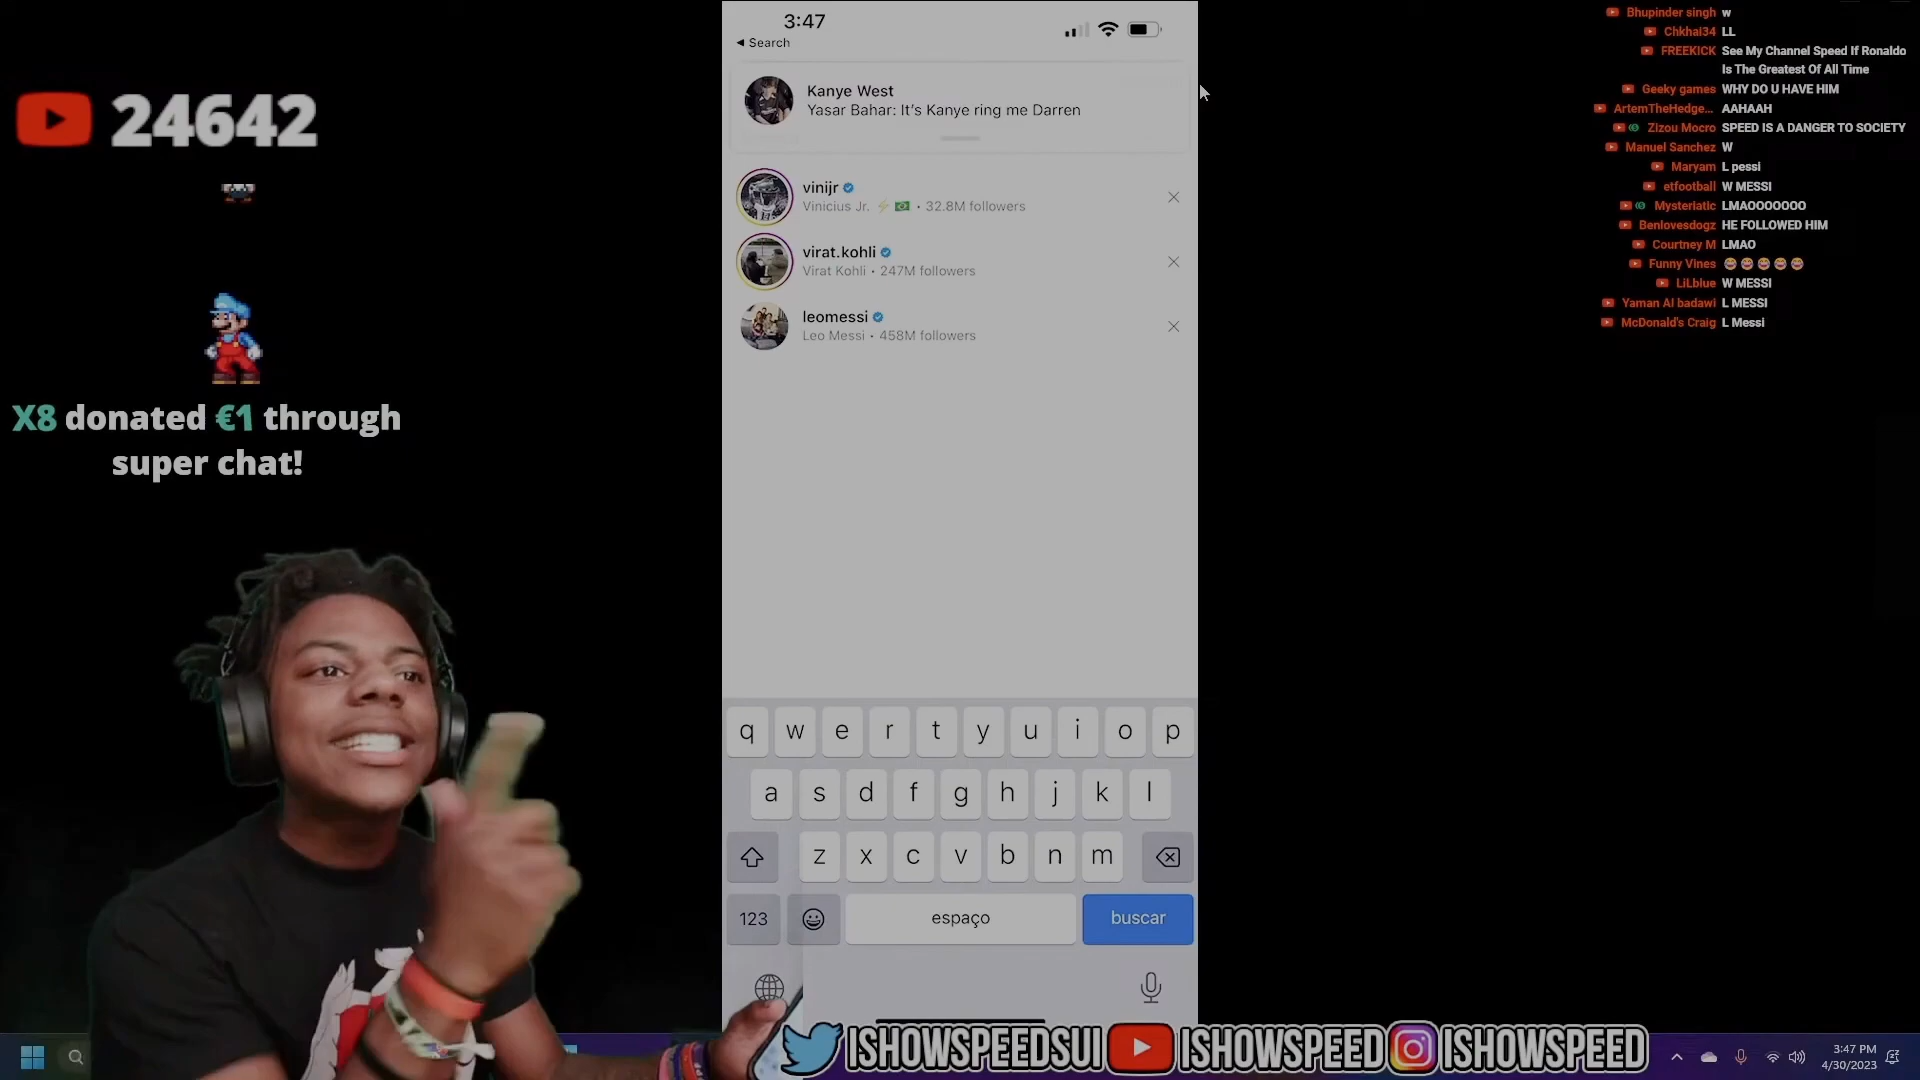 24642
X8 donated €1 through
super chat!
3:47
Search
Kanye West
Yasar Bahar: It's Kanye ring me Darren
vinijr
Vinicius Jr. ⚡ 🇧🇷 • 32.8M followers
virat.kohli
Virat Kohli • 247M followers
leomessi
Leo Messi • 458M followers
q w e r t y u i o p
a s d f g h j k l
z x c v b n m
123 espaço buscar
Bhupinder singh w
Chkhai34 LL
FREEKICK See My Channel Speed If Ronaldo
Is The Greatest Of All Time
Geeky games WHY DO U HAVE HIM
ArtemTheHedge... AAHAAH
Zizou Mocro SPEED IS A DANGER TO SOCIETY
Manuel Sanchez W
Maryam L pessi
etfootball W MESSI
Mysteriatic LMAOOOOOOO
Benlovesdogz HE FOLLOWED HIM
Courtney M LMAO
Funny Vines 😂😂😂😂😂
LiLblue W MESSI
Yaman Al badawi L MESSI
McDonald's Craig L Messi
ISHOWSPEEDSUI ISHOWSPEED ISHOWSPEED
3:47 PM
4/30/2023